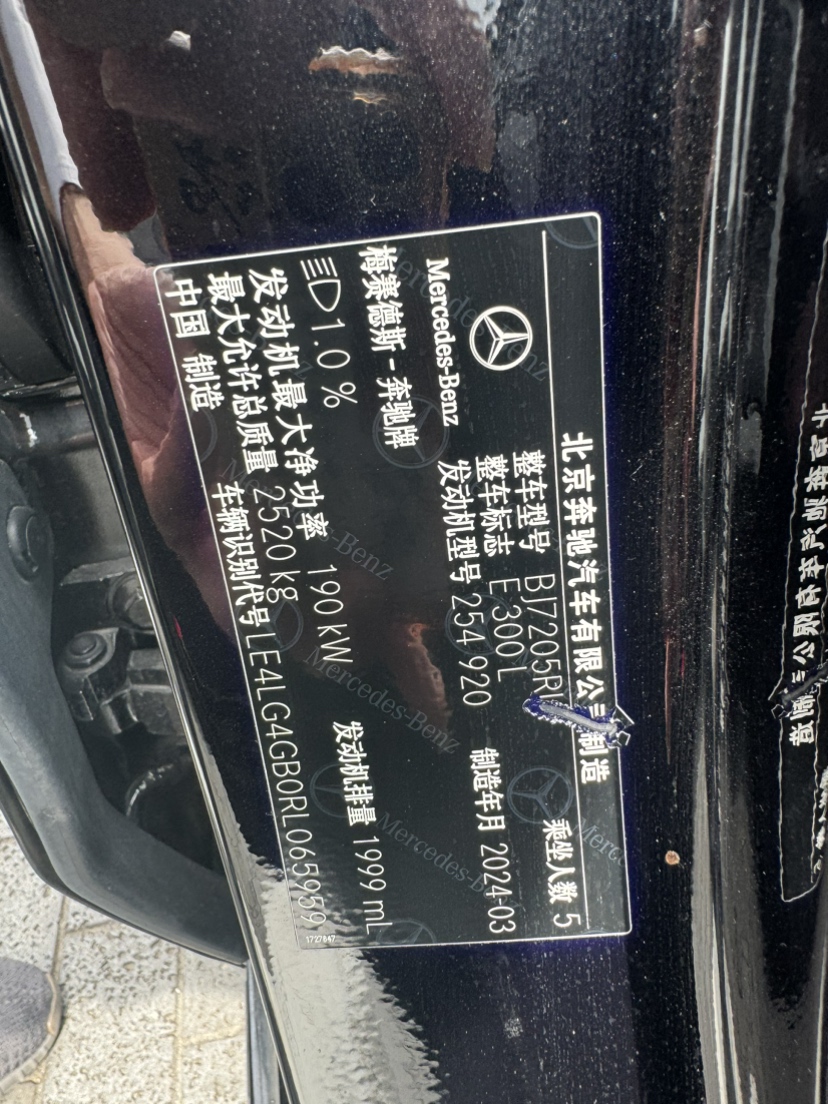 北京奔驰汽车有限公司制造
整车型号 BJ7205R 乘坐人数 5
整车标志 E 300 L
发动机型号 254 920 制造年月 2024-03
Mercedes-Benz
梅赛德斯-奔驰牌
1.0 % 发动机排量 1999 mL
发动机最大净功率 190 kW
最大允许总质量 2520 kg
中国 制造 车辆识别代号 LE4LG4GB0RL065959
1727847